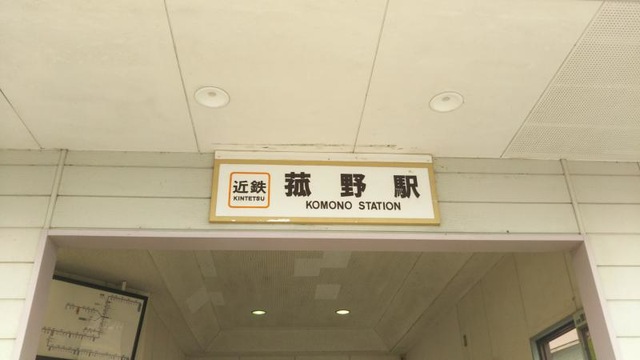 近鉄
KINTETSU
菰野駅
KOMONO STATION